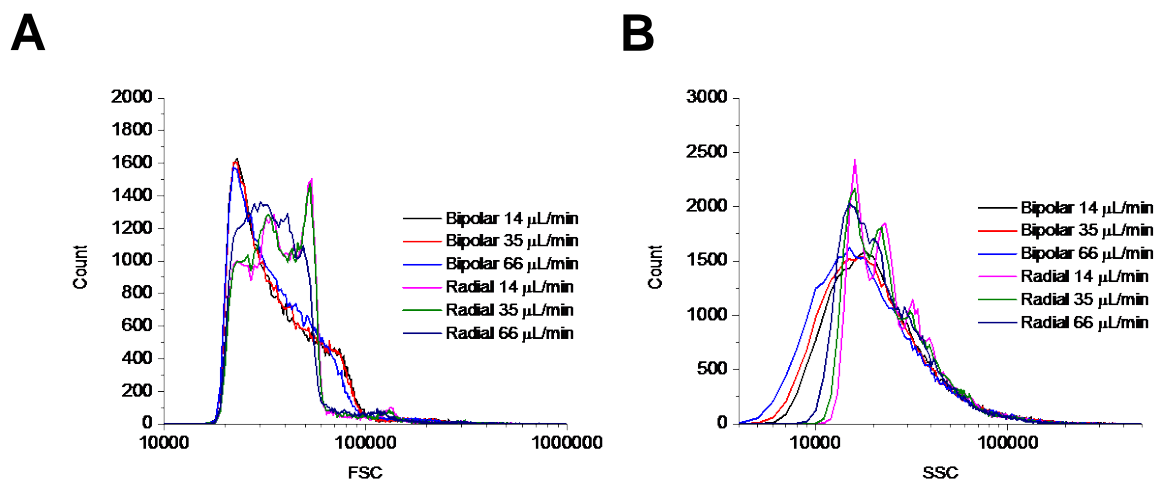 A
2000
1800
1600
1400
1200
1000
800
600
400
200
0
Count
10000
100000
1000000
FSC
Bipolar 14 μL/min
Bipolar 35 μL/min
Bipolar 66 μL/min
Radial 14 μL/min
Radial 35 μL/min
Radial 66 μL/min
B
3000
2500
2000
1500
1000
500
0
Count
10000
100000
SSC
Bipolar 14 μL/min
Bipolar 35 μL/min
Bipolar 66 μL/min
Radial 14 μL/min
Radial 35 μL/min
Radial 66 μL/min